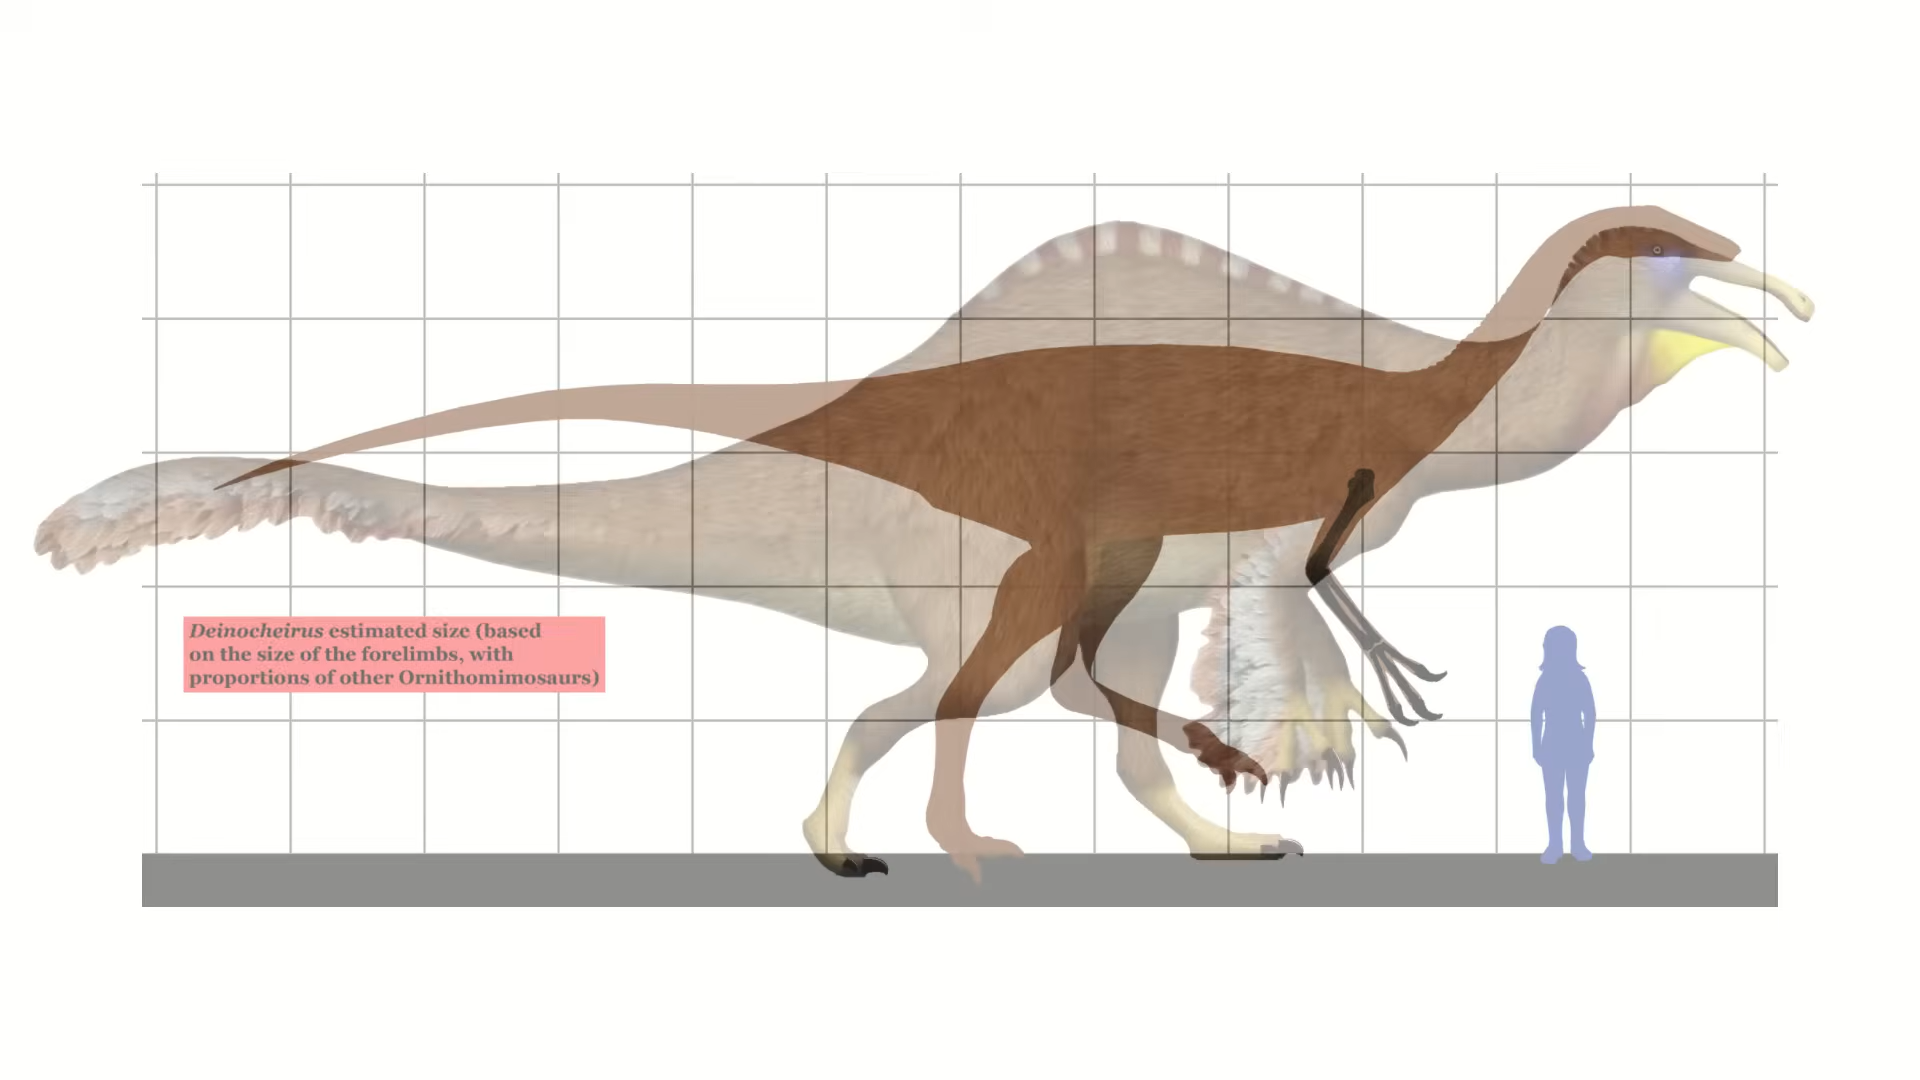 Deinocheirus estimated size (based
on the size of the forelimbs, with
proportions of other Ornithomimosaurs)